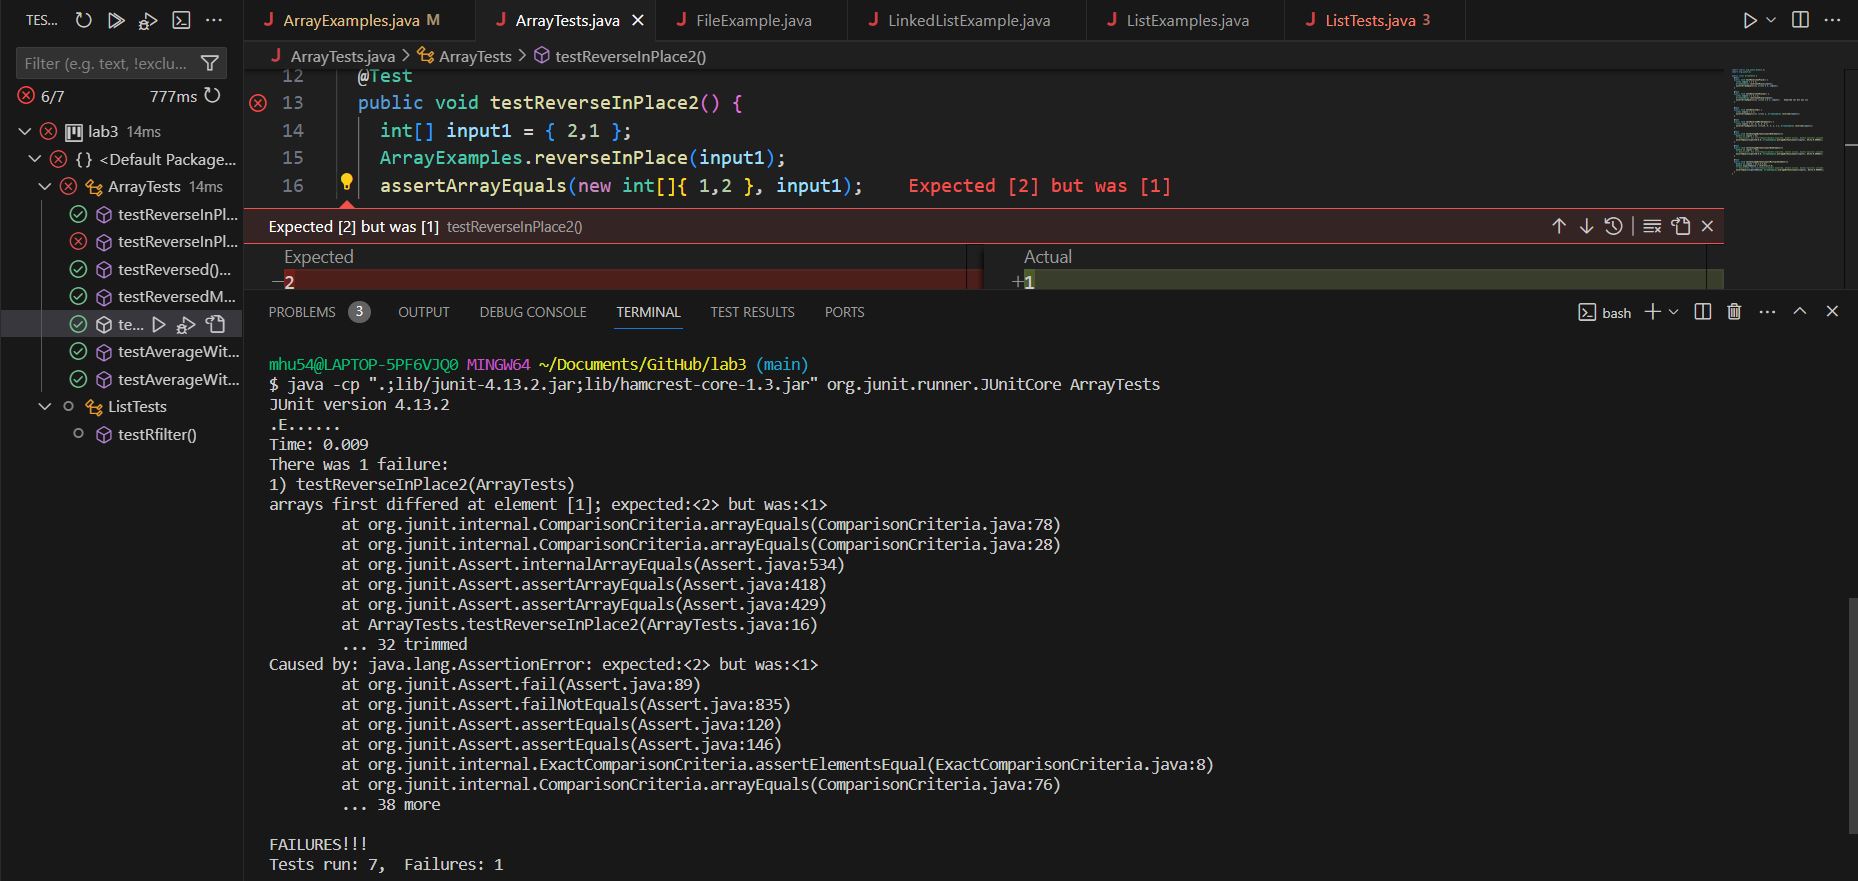 TES...
Filter (e.g. text, !exclu...
6/7
777ms
lab3 14ms
{} <Default Package...
ArrayTests 14ms
testReverseInPl...
testReverseInPl...
testReversed()...
testReversedM...
te...
testAverageWit...
testAverageWit...
ListTests
testRfilter()
J ArrayExamples.java M
J ArrayTests.java
J FileExample.java
J LinkedListExample.java
J ListExamples.java
J ListTests.java 3
J ArrayTests.java > ArrayTests > testReverseInPlace2()
12 @Test
13 public void testReverseInPlace2() {
14 int[] input1 = { 2,1 };
15 ArrayExamples.reverseInPlace(input1);
16 assertArrayEquals(new int[]{ 1,2 }, input1); Expected [2] but was [1]
Expected [2] but was [1] testReverseInPlace2()
Expected
Actual
−2
+1
PROBLEMS 3 OUTPUT DEBUG CONSOLE TERMINAL TEST RESULTS PORTS
bash
mhu54@LAPTOP-5PF6VJQ0 MINGW64 ~/Documents/GitHub/lab3 (main)
$ java -cp ".;lib/junit-4.13.2.jar;lib/hamcrest-core-1.3.jar" org.junit.runner.JUnitCore ArrayTests
JUnit version 4.13.2
.E......
Time: 0.009
There was 1 failure:
1) testReverseInPlace2(ArrayTests)
arrays first differed at element [1]; expected:<2> but was:<1>
at org.junit.internal.ComparisonCriteria.arrayEquals(ComparisonCriteria.java:78)
at org.junit.internal.ComparisonCriteria.arrayEquals(ComparisonCriteria.java:28)
at org.junit.Assert.internalArrayEquals(Assert.java:534)
at org.junit.Assert.assertArrayEquals(Assert.java:418)
at org.junit.Assert.assertArrayEquals(Assert.java:429)
at ArrayTests.testReverseInPlace2(ArrayTests.java:16)
... 32 trimmed
Caused by: java.lang.AssertionError: expected:<2> but was:<1>
at org.junit.Assert.fail(Assert.java:89)
at org.junit.Assert.failNotEquals(Assert.java:835)
at org.junit.Assert.assertEquals(Assert.java:120)
at org.junit.Assert.assertEquals(Assert.java:146)
at org.junit.internal.ExactComparisonCriteria.assertElementsEqual(ExactComparisonCriteria.java:8)
at org.junit.internal.ComparisonCriteria.arrayEquals(ComparisonCriteria.java:76)
... 38 more
FAILURES!!!
Tests run: 7,  Failures: 1